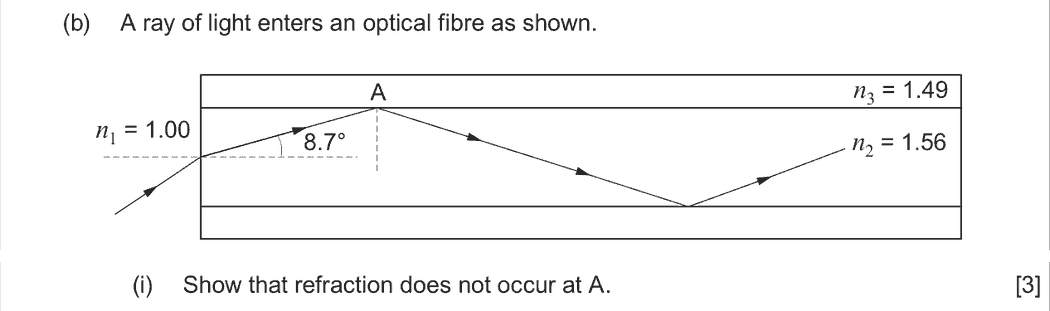 (b) A ray of light enters an optical fibre as shown.
A
n₃ = 1.49
n₁ = 1.00
8.7°
n₂ = 1.56
(i) Show that refraction does not occur at A. [3]